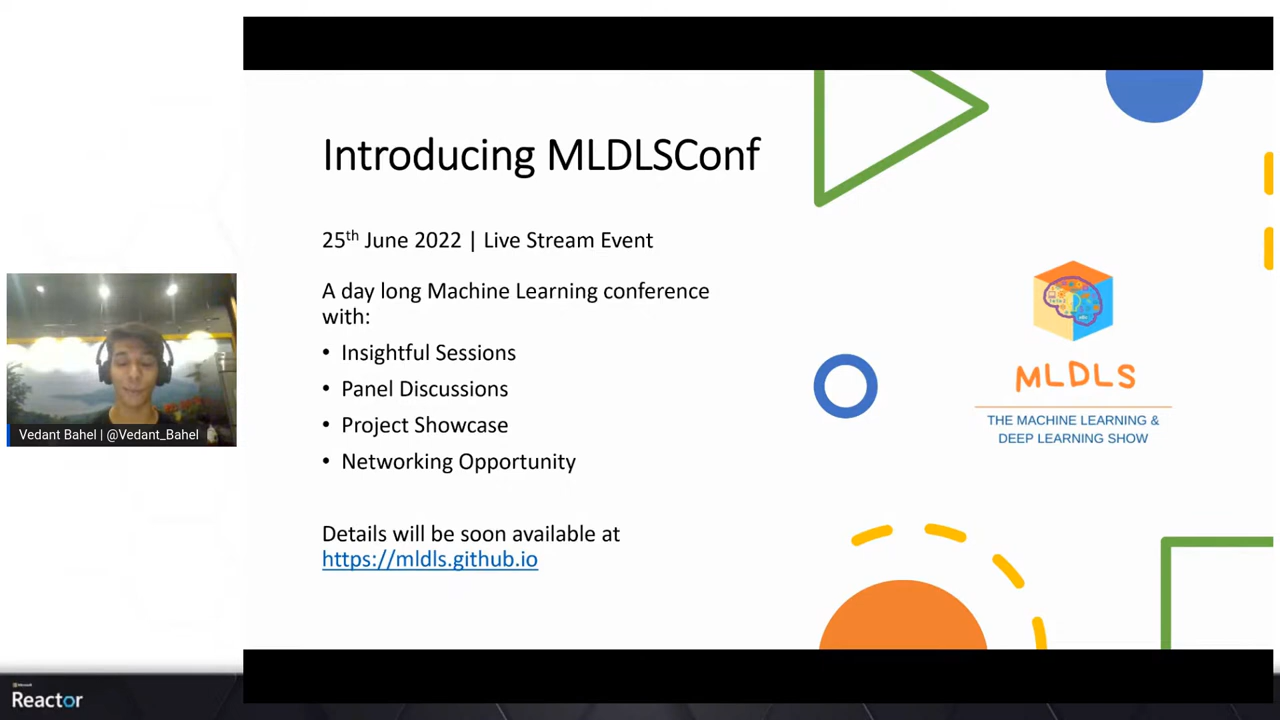 Introducing MLDLSConf
25th June 2022 | Live Stream Event
A day long Machine Learning conference
with:
• Insightful Sessions
• Panel Discussions
• Project Showcase
• Networking Opportunity
Details will be soon available at
https://mldls.github.io
MLDLS
THE MACHINE LEARNING &
DEEP LEARNING SHOW
Vedant Bahel | @Vedant_Bahel
Microsoft
Reactor